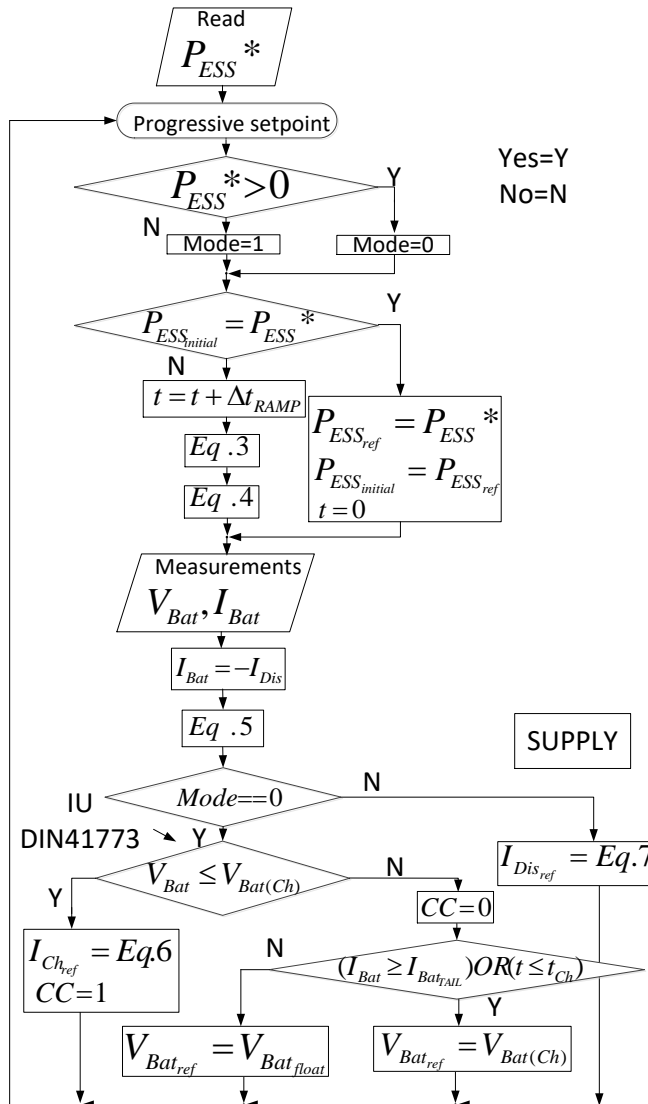 Read
P_ESS *
Progressive setpoint
Yes=Y
No=N
P_ESS *>0
Y
N
Mode=1
Mode=0
P_ESS_initial = P_ESS *
Y
N
t = t + Δt_RAMP
P_ESS_ref = P_ESS *
P_ESS_initial = P_ESS_ref
t = 0
Eq .3
Eq .4
Measurements
V_Bat, I_Bat
I_Bat = −I_Dis
Eq .5
SUPPLY
Mode==0
N
IU
DIN41773
Y
V_Bat ≤ V_Bat(Ch)
N
Y
I_Dis_ref = Eq.7
CC=0
I_Ch_ref = Eq.6
CC=1
(I_Bat ≥ I_Bat_TAIL)OR(t ≤ t_Ch)
N
Y
V_Bat_ref = V_Bat_float
V_Bat_ref = V_Bat(Ch)